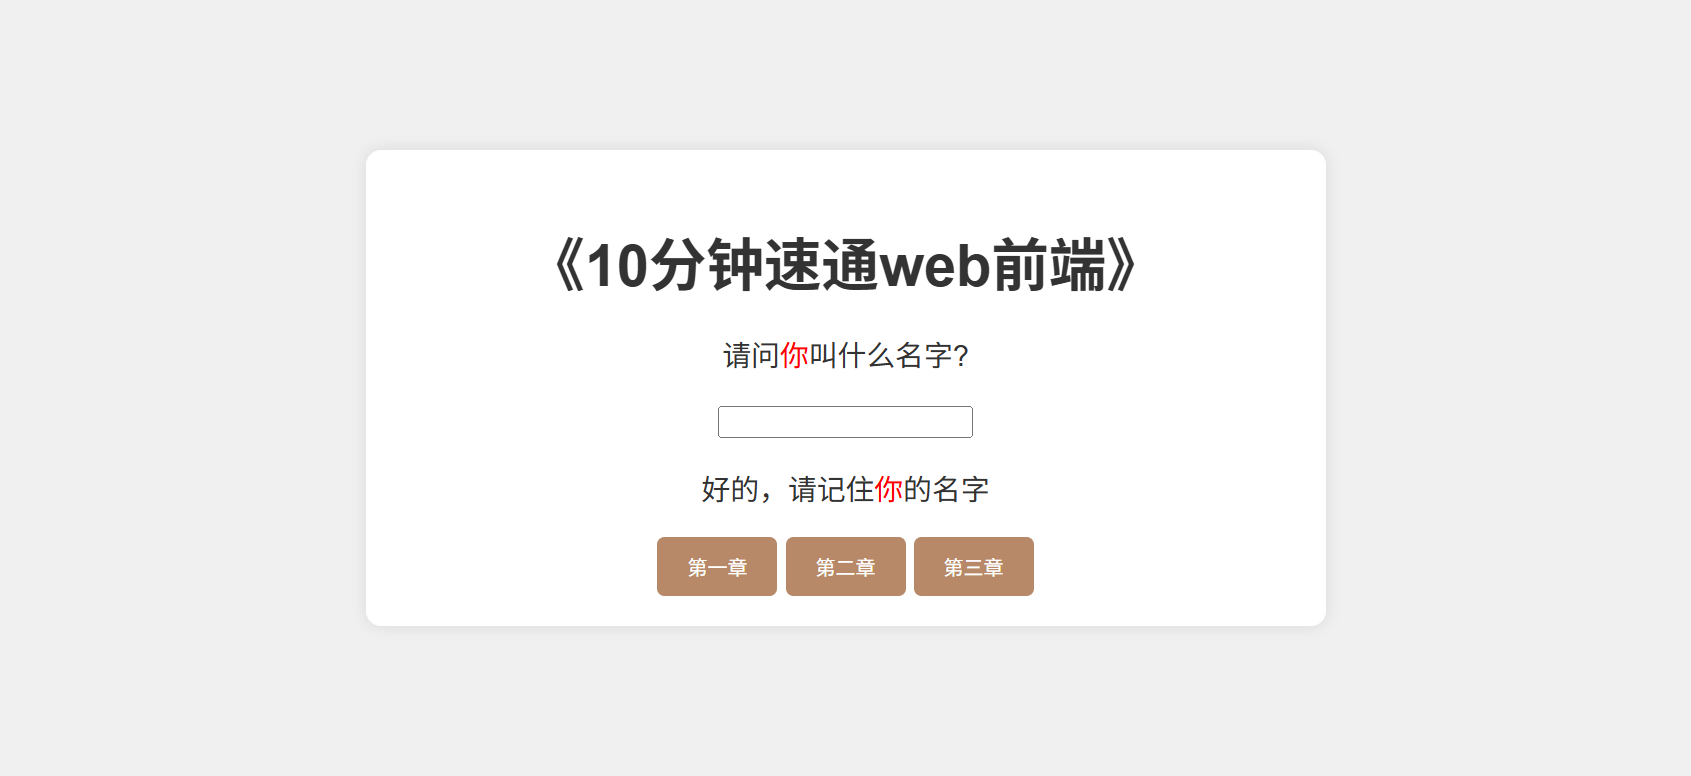 《10分钟速通web前端》
请问你叫什么名字?
好的，请记住你的名字
第一章 第二章 第三章